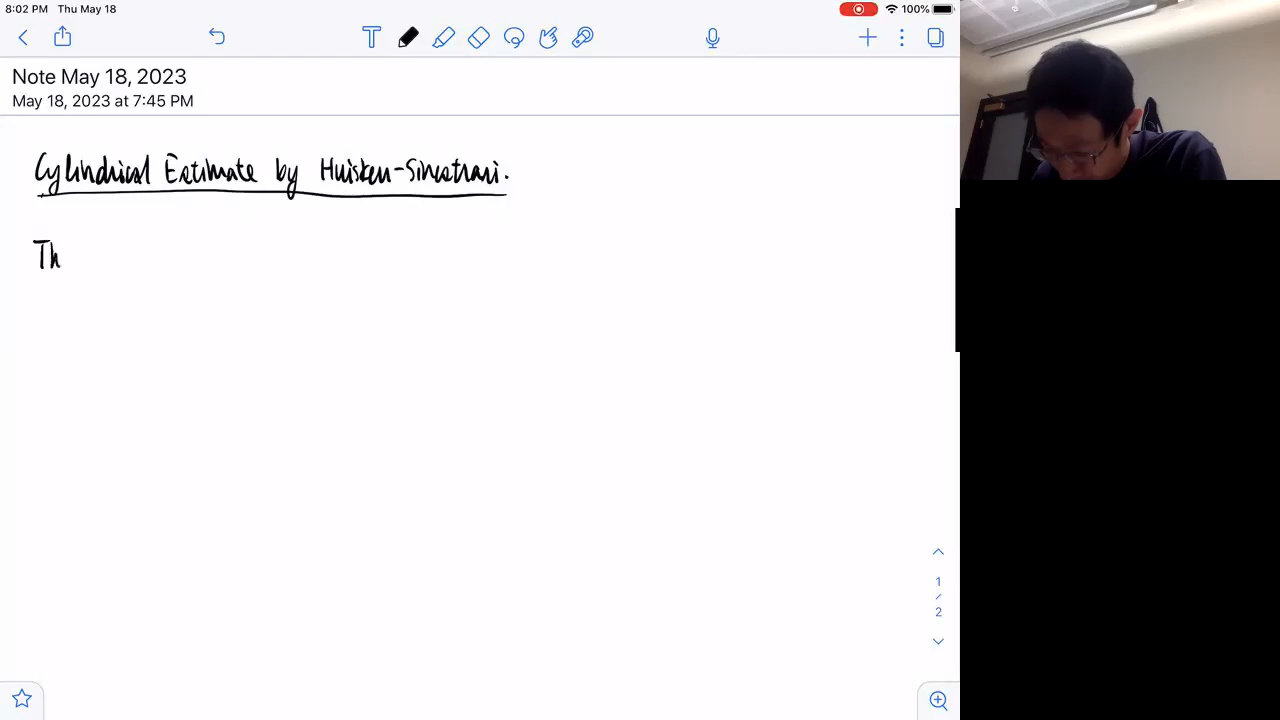 8:02 PM Thu May 18
100%
T
Note May 18, 2023
May 18, 2023 at 7:45 PM
Cylindrical Estimate by Huisken-Sinestrari.
Th
1
/
2